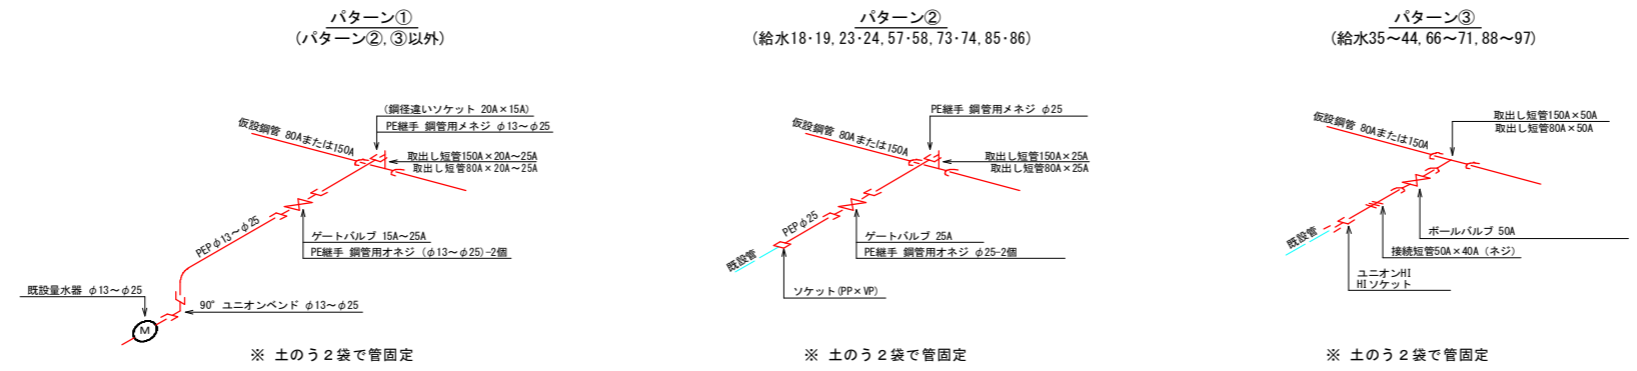 パターン①
(パターン②,③以外)
(鋼径違いソケット 20A×15A)
PE継手 鋼管用メネジ φ13～φ25
仮設鋼管 80Aまたは150A
取出し短管150A×20A～25A
取出し短管80A×20A～25A
PEPφ13～φ25
ゲートバルブ 15A～25A
PE継手 鋼管用オネジ (φ13～φ25)-2個
既設量水器 φ13～φ25
90° ユニオンベンド φ13～φ25
M
※ 土のう２袋で管固定
パターン②
(給水18・19,23・24,57・58,73・74,85・86)
PE継手 鋼管用メネジ φ25
仮設鋼管 80Aまたは150A
取出し短管150A×25A
取出し短管80A×25A
PEPφ25
ゲートバルブ 25A
PE継手 鋼管用オネジ φ25-2個
既設管
ソケット(PP×VP)
※ 土のう２袋で管固定
パターン③
(給水35～44,66～71,88～97)
取出し短管150A×50A
取出し短管80A×50A
仮設鋼管 80Aまたは150A
ボールバルブ 50A
既設管
接続短管50A×40A (ネジ)
ユニオンHI
HIソケット
※ 土のう２袋で管固定